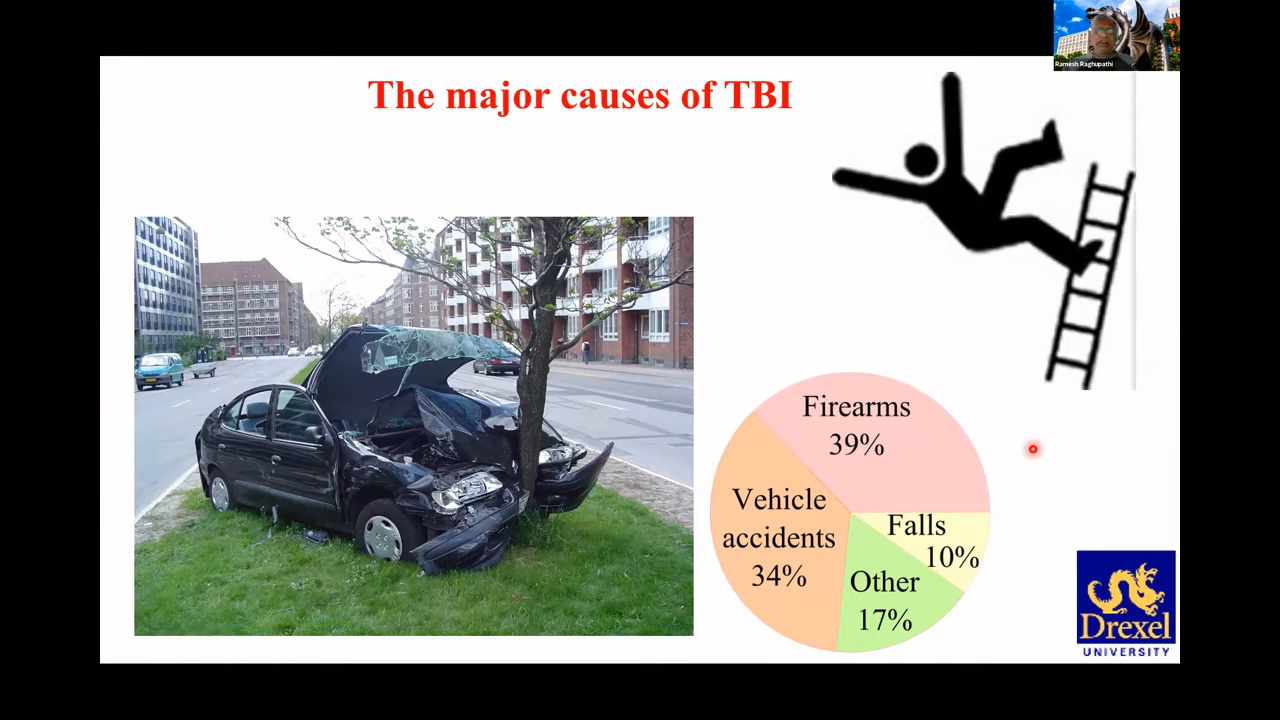 Ramesh Raghupathi
The major causes of TBI
Firearms
39%
Vehicle
accidents
34%
Falls
10%
Other
17%
Drexel
UNIVERSITY